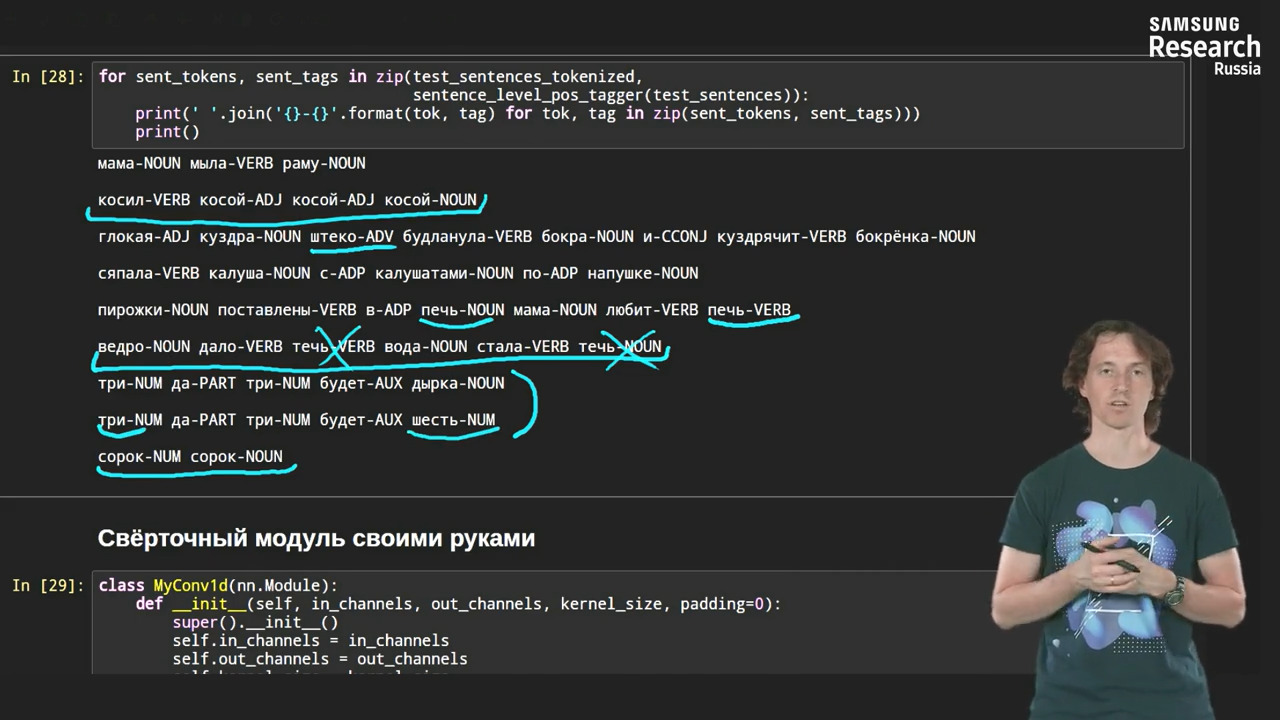 SAMSUNG
Research
Russia
In [28]: for sent_tokens, sent_tags in zip(test_sentences_tokenized,
sentence_level_pos_tagger(test_sentences)):
print(' '.join('{}-{}'.format(tok, tag) for tok, tag in zip(sent_tokens, sent_tags)))
print()
мама-NOUN мыла-VERB раму-NOUN
косил-VERB косой-ADJ косой-ADJ косой-NOUN
глокая-ADJ куздра-NOUN штеко-ADV будланула-VERB бокра-NOUN и-CCONJ куздрячит-VERB бокрёнка-NOUN
сяпала-VERB калуша-NOUN с-ADP калушатами-NOUN по-ADP напушке-NOUN
пирожки-NOUN поставлены-VERB в-ADP печь-NOUN мама-NOUN любит-VERB печь-VERB
ведро-NOUN дало-VERB течь-VERB вода-NOUN стала-VERB течь-NOUN
три-NUM да-PART три-NUM будет-AUX дырка-NOUN
три-NUM да-PART три-NUM будет-AUX шесть-NUM
сорок-NUM сорок-NOUN
Свёрточный модуль своими руками
In [29]: class MyConv1d(nn.Module):
def __init__(self, in_channels, out_channels, kernel_size, padding=0):
super().__init__()
self.in_channels = in_channels
self.out_channels = out_channels